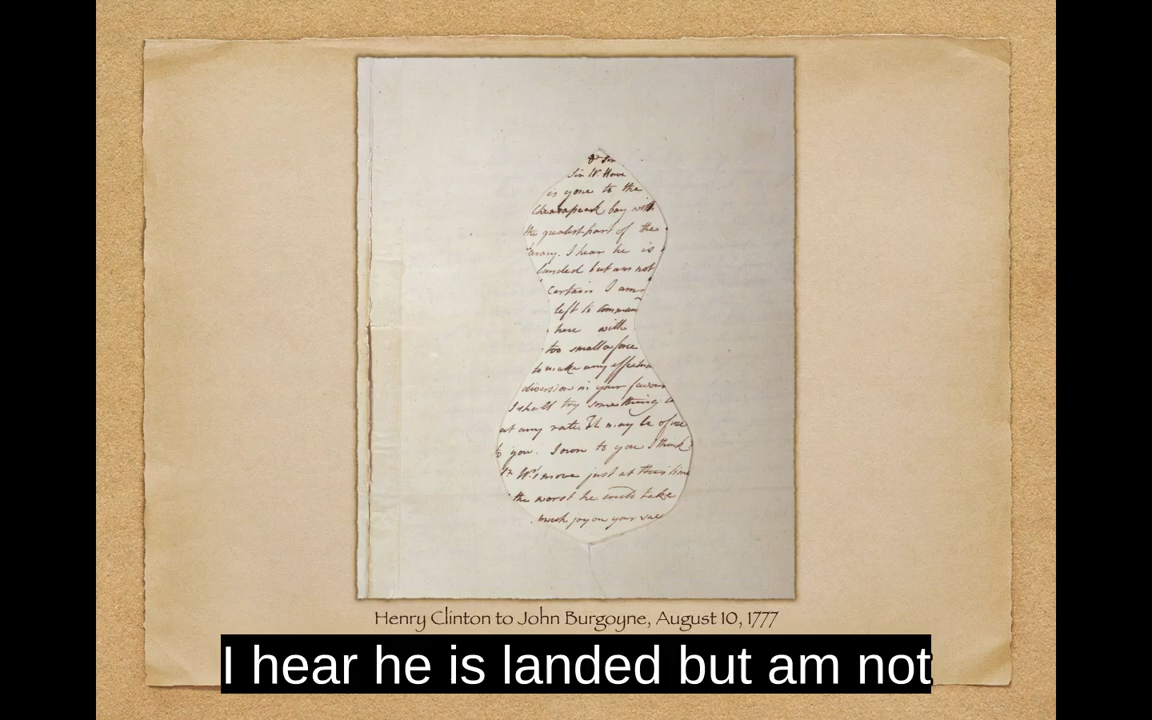 Sir W. Howe
is gone to the
Chesapeak bay with
the greatest part of the
army. I hear he is
landed but am not
certain I am
left to command
here with
too small a force
to make any effectual
diversion in your favour
I shall try something
at any rate. It may be of use
to you. I own to you I think
Sr W's move just at this time
the worst he could take
much joy on your
Henry Clinton to John Burgoyne, August 10, 1777
I hear he is landed but am not